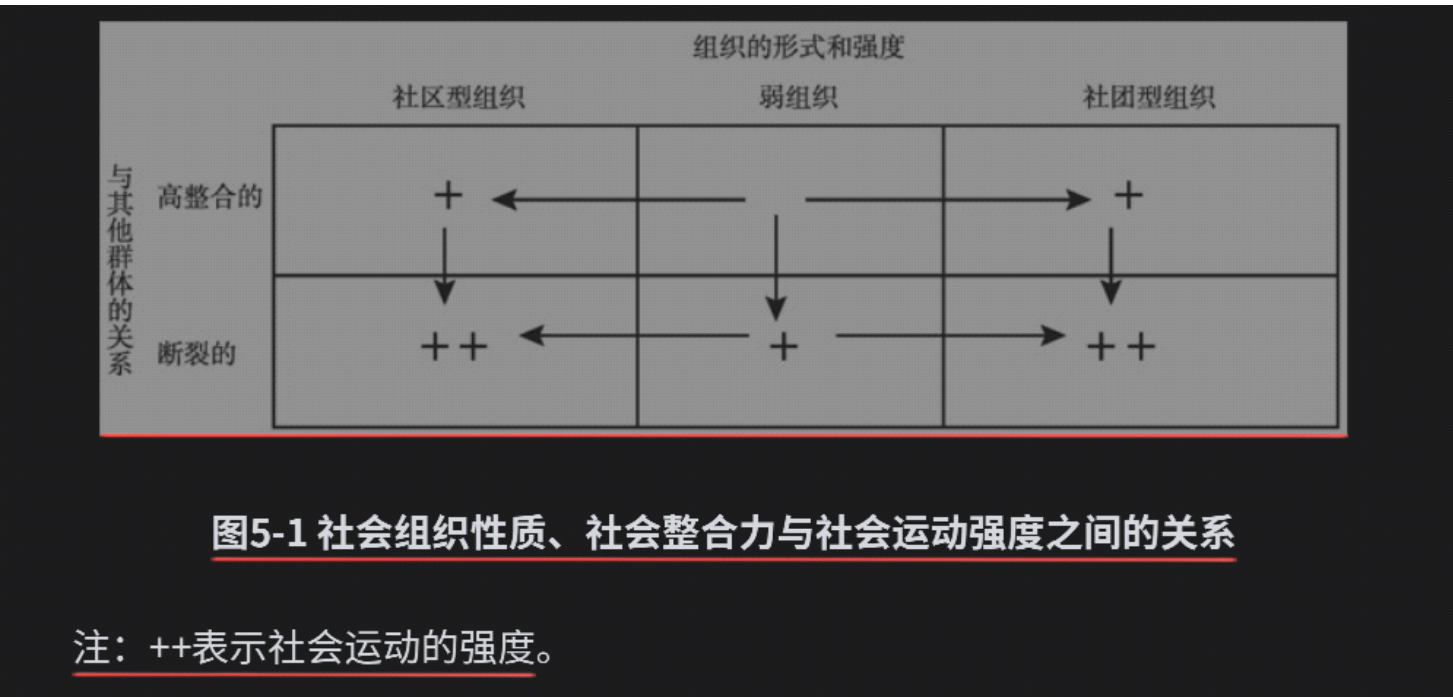 组织的形式和强度
社区型组织 弱组织 社团型组织
与其他群体的关系
高整合的 + +
断裂的 ++ + ++
图5-1 社会组织性质、社会整合力与社会运动强度之间的关系
注：++表示社会运动的强度。